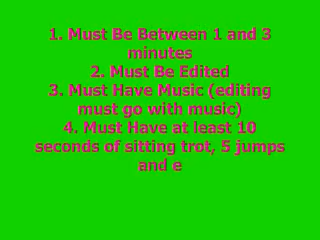 1. Must Be Between 1 and 3
minutes
2. Must Be Edited
3. Must Have Music (editing
must go with music)
4. Must Have at least 10
seconds of sitting trot, 5 jumps
and e